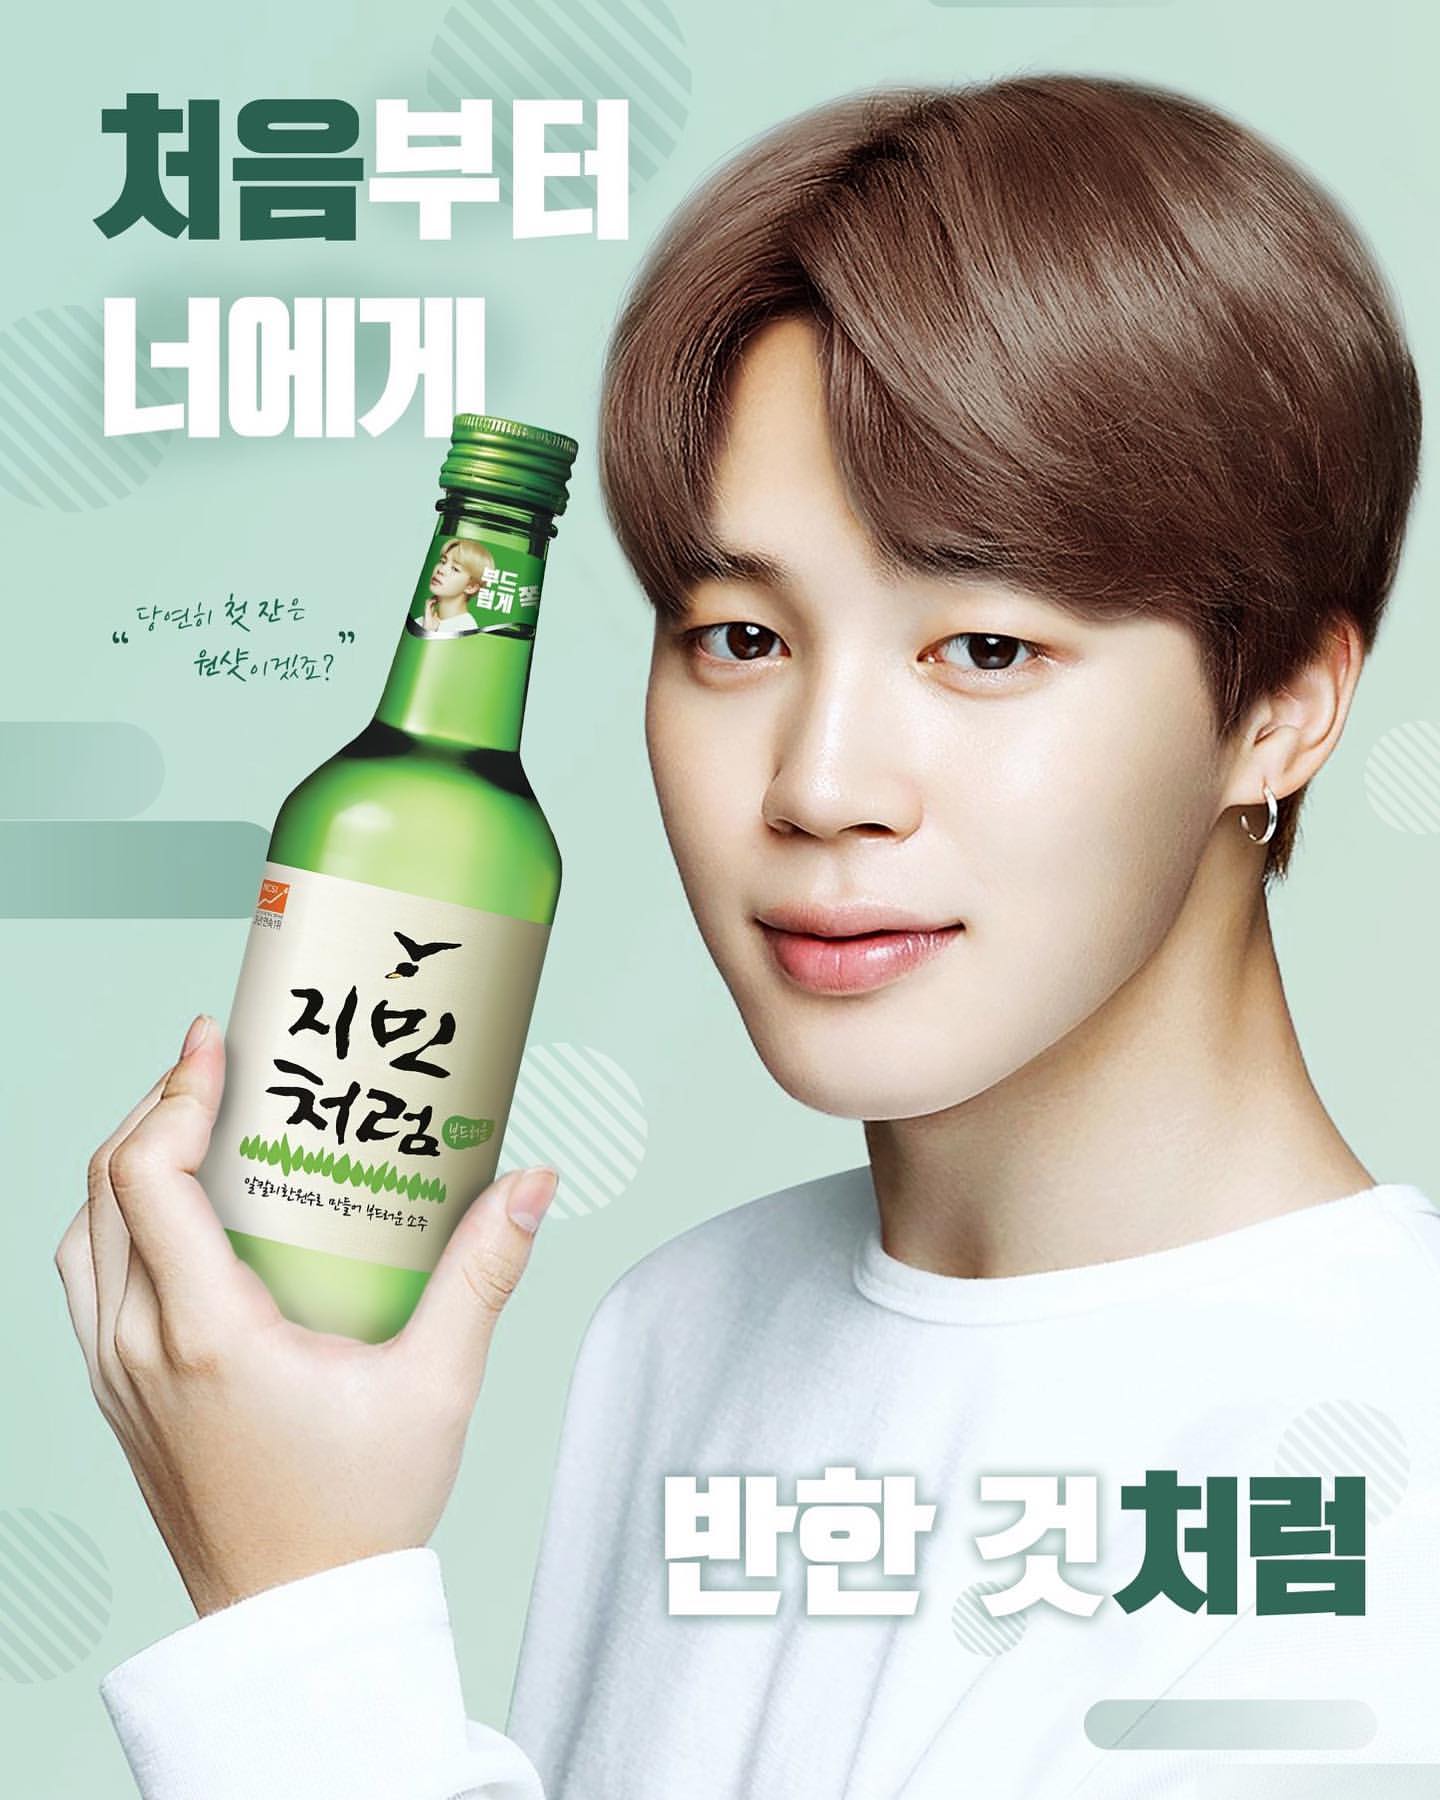 처음부터
너에게
부드
럽게 쭉
“당연히 첫 잔은
원샷이겠죠?”
NCSI
지민
처럼
부드러운
알칼리환원수로 만들어 부드러운 소주
반한 것처럼